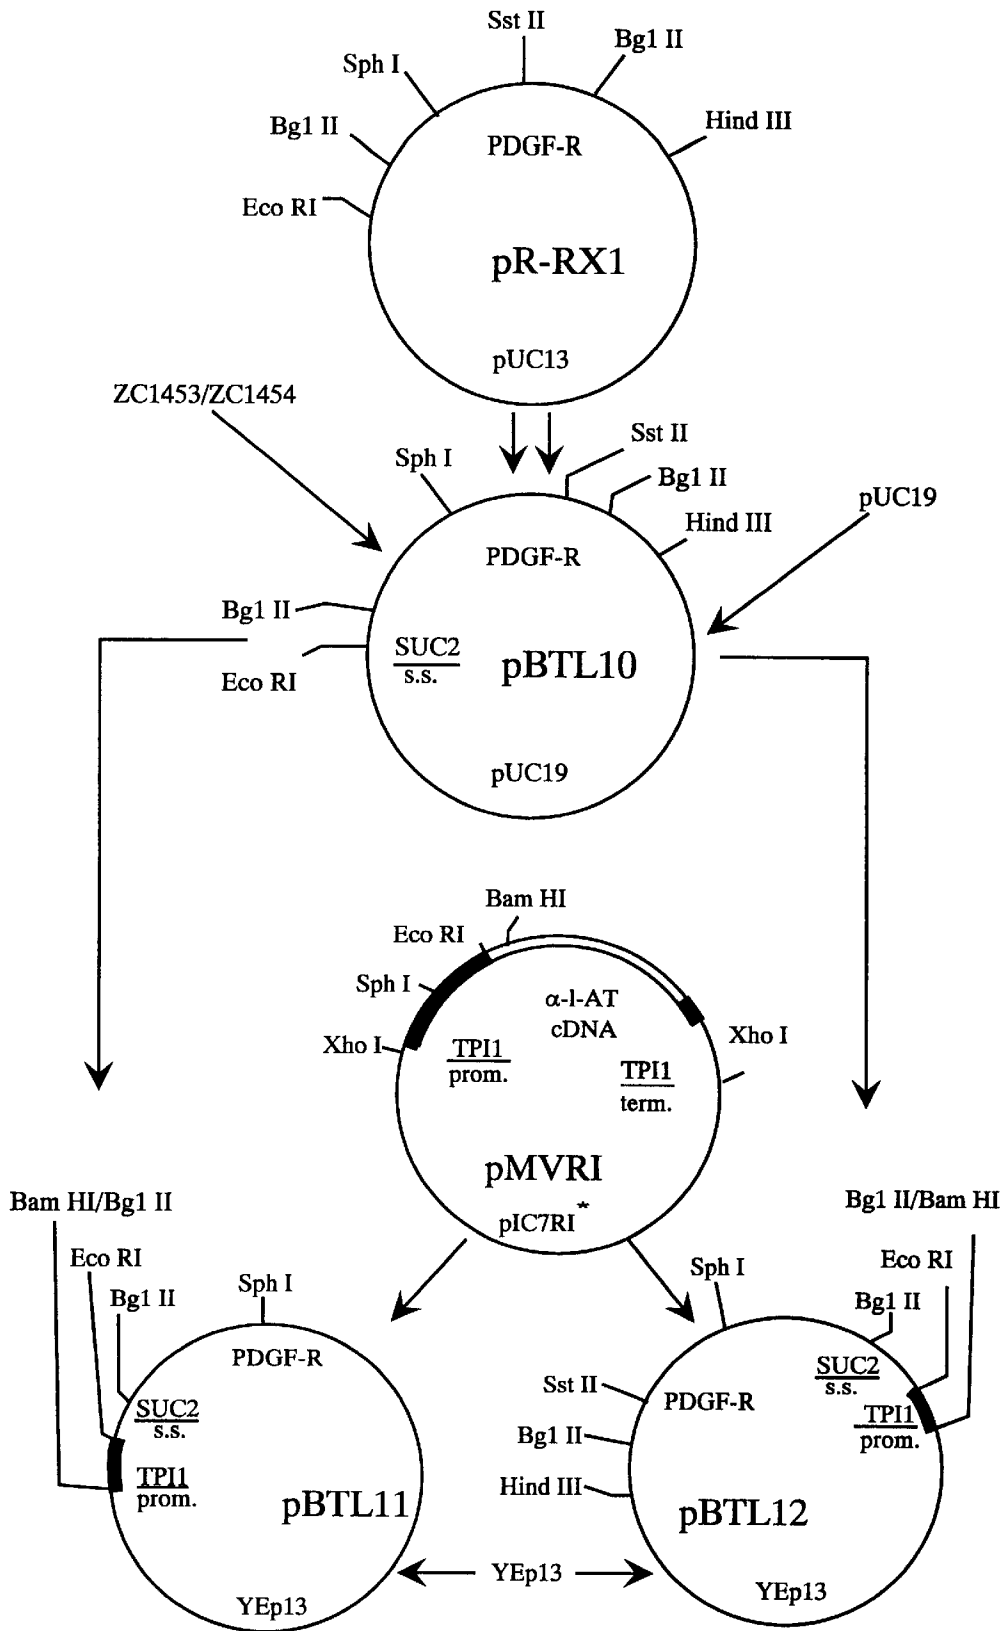 Sst II
Bg1 II
Sph I
Hind III
Bg1 II
PDGF-R
Eco RI
pR-RX1
pUC13
ZC1453/ZC1454
Sst II
Sph I
Bg1 II
pUC19
Hind III
PDGF-R
Bg1 II
SUC2
s.s.
pBTL10
Eco RI
pUC19
Bam HI
Eco RI
Sph I
α-l-AT
cDNA
Xho I
Xho I
TPI1
prom.
TPI1
term.
pMVRI
pIC7RI*
Bam HI/Bg1 II
Bg1 II/Bam HI
Eco RI
Sph I
Bg1 II
PDGF-R
SUC2
s.s.
TPI1
prom.
pBTL11
YEp13
Sph I
Eco RI
Bg1 II
SUC2
s.s.
Sst II
PDGF-R
TPI1
prom.
Bg1 II
Hind III
pBTL12
YEp13
YEp13